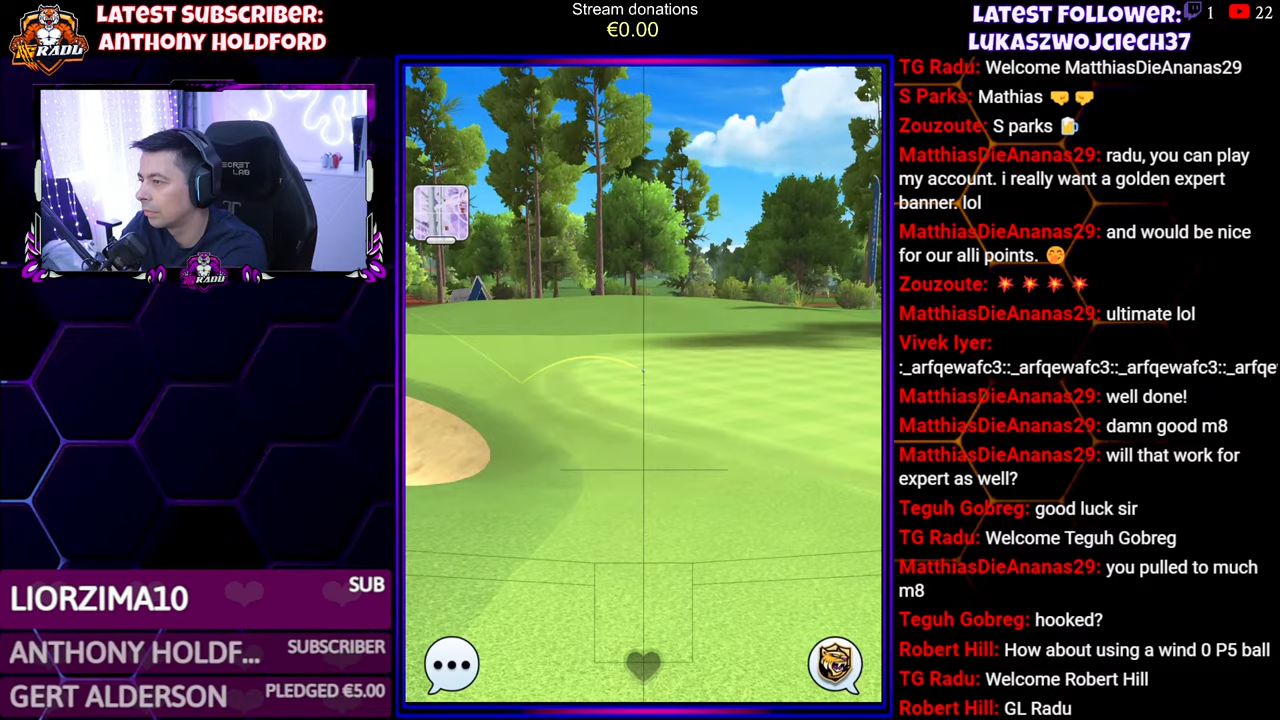 LATEST SUBSCRIBER:
ANTHONY HOLDFORD
RADU
Stream donations
€0.00
LATEST FOLLOWER:
LUKASZWOJCIECH37
1
22
SECRET
LAB
RADU
TG Radu: Welcome MatthiasDieAnanas29
S Parks: Mathias 🤜 🤛
Zouzoute: S parks 🍺
MatthiasDieAnanas29: radu, you can play
my account. i really want a golden expert
banner. lol
MatthiasDieAnanas29: and would be nice
for our alli points. 🤭
Zouzoute: 💥 💥 💥 💥
MatthiasDieAnanas29: ultimate lol
Vivek Iyer:
:_arfqewafc3::_arfqewafc3::_arfqewafc3::_arfqe
MatthiasDieAnanas29: well done!
MatthiasDieAnanas29: damn good m8
MatthiasDieAnanas29: will that work for
expert as well?
Teguh Gobreg: good luck sir
TG Radu: Welcome Teguh Gobreg
MatthiasDieAnanas29: you pulled to much
m8
Teguh Gobreg: hooked?
Robert Hill: How about using a wind 0 P5 ball
TG Radu: Welcome Robert Hill
Robert Hill: GL Radu
LIORZIMA10 SUB
ANTHONY HOLDF... SUBSCRIBER
GERT ALDERSON PLEDGED €5.00